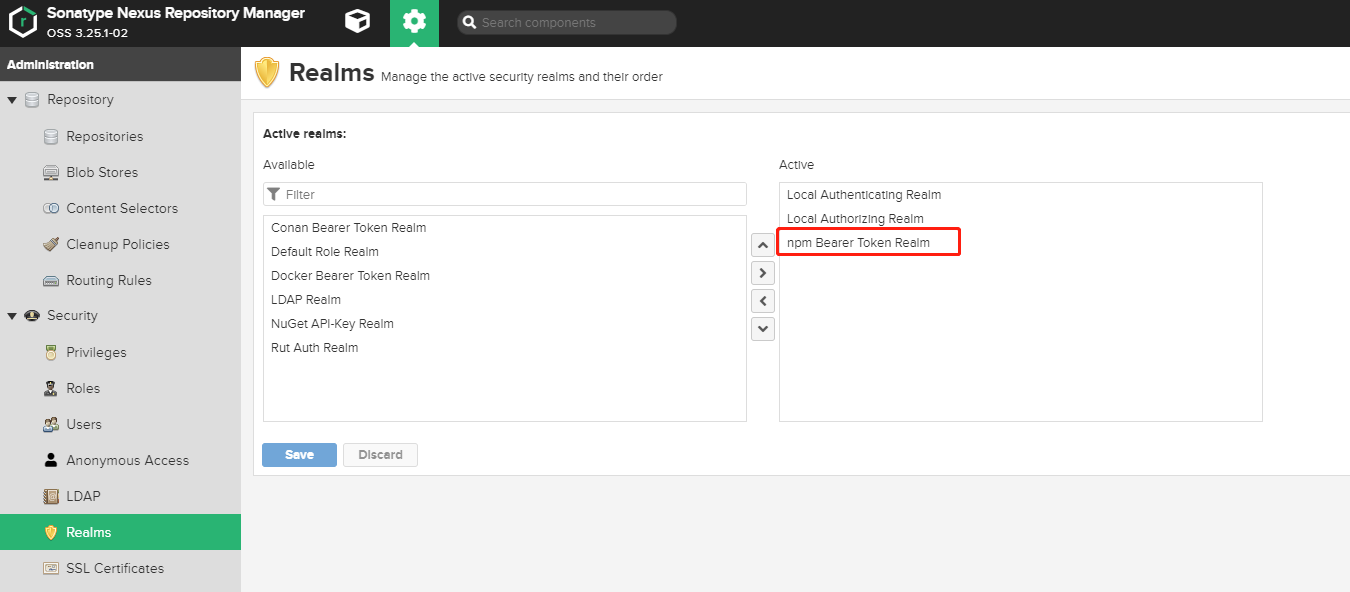 Sonatype Nexus Repository Manager
OSS 3.25.1-02
Search components
Administration
Repository
Repositories
Blob Stores
Content Selectors
Cleanup Policies
Routing Rules
Security
Privileges
Roles
Users
Anonymous Access
LDAP
Realms
SSL Certificates
Realms Manage the active security realms and their order
Active realms:
Available
Filter
Conan Bearer Token Realm
Default Role Realm
Docker Bearer Token Realm
LDAP Realm
NuGet API-Key Realm
Rut Auth Realm
Active
Local Authenticating Realm
Local Authorizing Realm
npm Bearer Token Realm
Save Discard